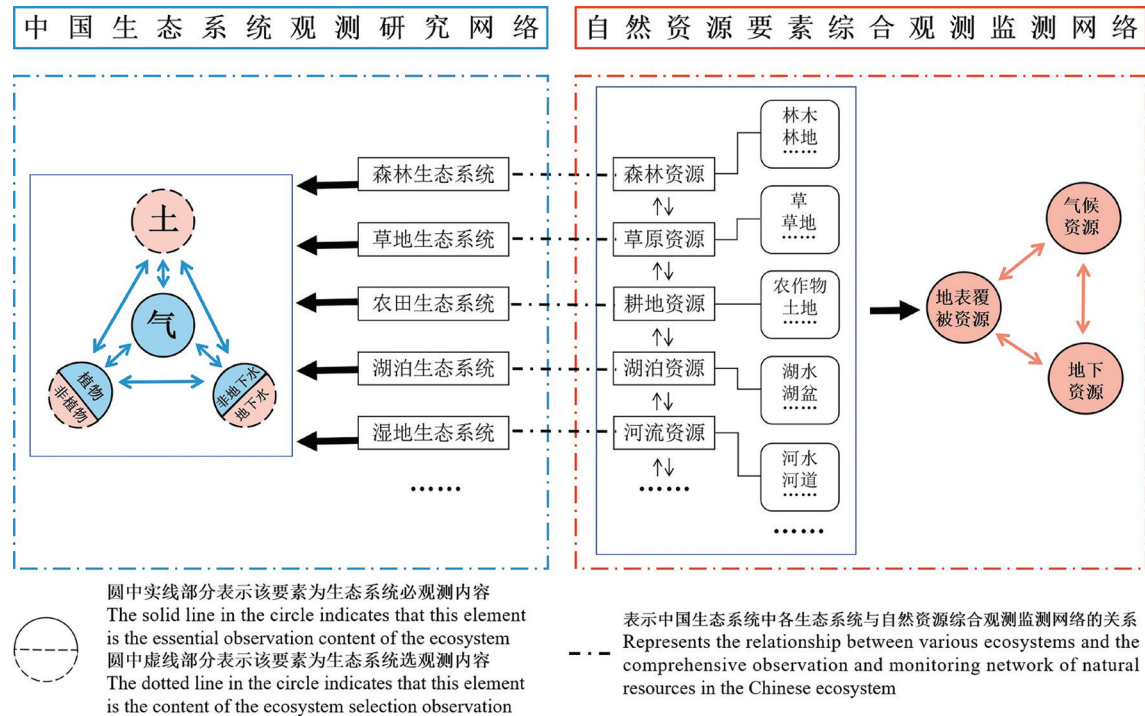 中国生态系统观测研究网络
自然资源要素综合观测监测网络
土
气
植物
非植物
非地下水
地下水
森林生态系统
草地生态系统
农田生态系统
湖泊生态系统
湿地生态系统
……
森林资源
草原资源
耕地资源
湖泊资源
河流资源
……
林木
林地
……
草
草地
……
农作物
土地
……
湖水
湖盆
……
河水
河道
……
……
气候
资源
地表覆
被资源
地下
资源
圆中实线部分表示该要素为生态系统必观测内容
The solid line in the circle indicates that this element
is the essential observation content of the ecosystem
圆中虚线部分表示该要素为生态系统选观测内容
The dotted line in the circle indicates that this element
is the content of the ecosystem selection observation
表示中国生态系统中各生态系统与自然资源综合观测监测网络的关系
Represents the relationship between various ecosystems and the
comprehensive observation and monitoring network of natural
resources in the Chinese ecosystem